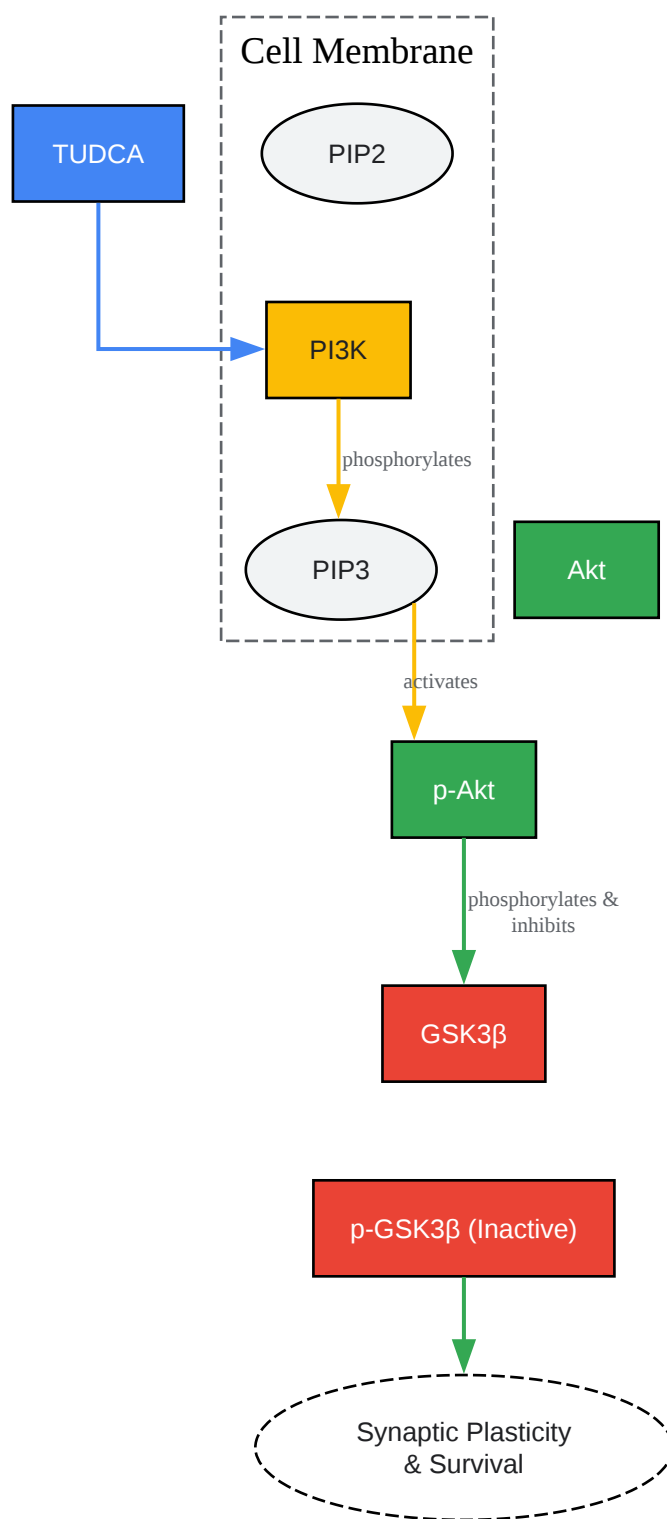 Cell Membrane
TUDCA
PIP2
PI3K
phosphorylates
PIP3
Akt
activates
p-Akt
phosphorylates &
inhibits
GSK3β
p-GSK3β (Inactive)
Synaptic Plasticity
& Survival